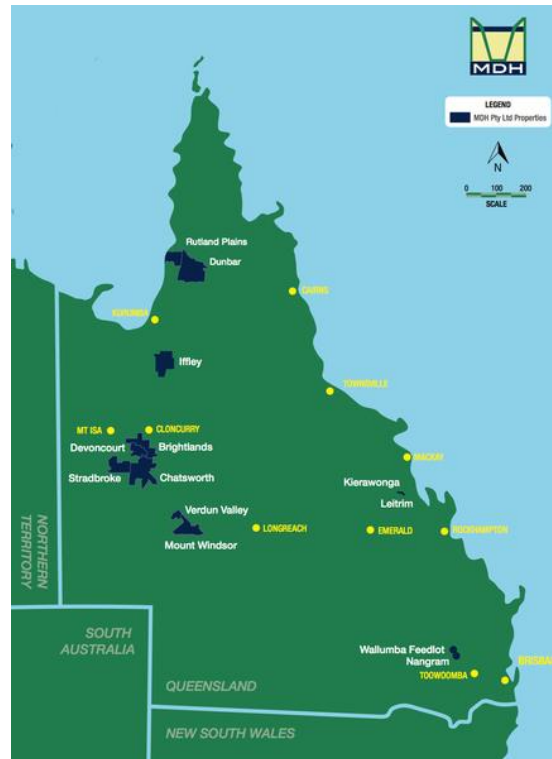 MDH
LEGEND
MDH Pty Ltd Properties
N
0 100 200
SCALE
Rutland Plains
Dunbar
CAIRNS
KURUMBA
Iffley
TOWNSVILLE
MT ISA
CLONCURRY
Devoncourt
Brightlands
MACKAY
Stradbroke
Chatsworth
Kierawonga
Leitrim
Verdun Valley
LONGREACH
EMERALD
ROCKHAMPTON
Mount Windsor
NORTHERN
TERRITORY
SOUTH
AUSTRALIA
Wallumba Feedlot
Nangram
TOOWOOMBA
BRISBA
QUEENSLAND
NEW SOUTH WALES